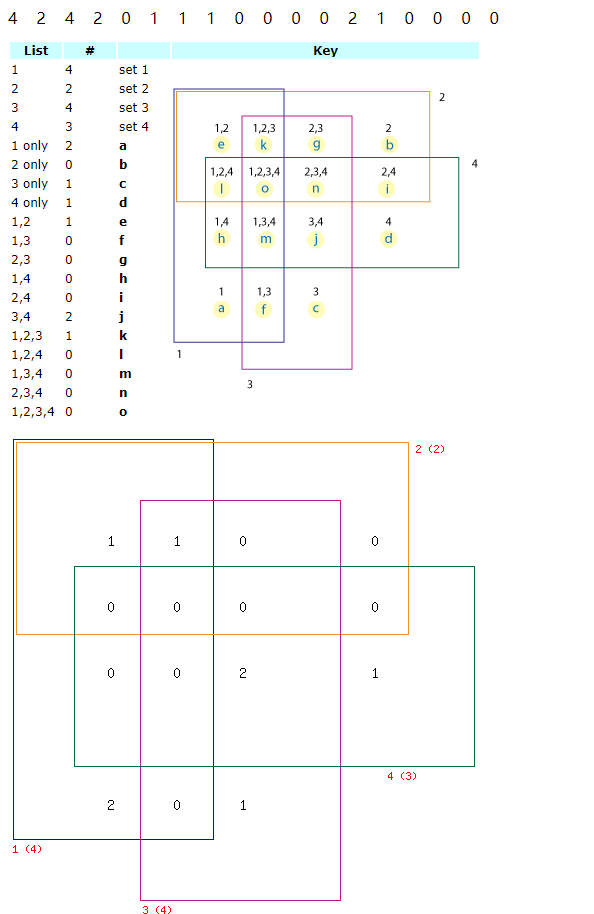 4 2 4 2 0 1 1 1 0 0 0 0 2 1 0 0 0 0
List # Key
1 4 set 1
2 2 set 2
3 4 set 3
4 3 set 4
1 only 2 a
2 only 0 b
3 only 1 c
4 only 1 d
1,2 1 e
1,3 0 f
2,3 0 g
1,4 0 h
2,4 0 i
3,4 2 j
1,2,3 1 k
1,2,4 0 l
1,3,4 0 m
2,3,4 0 n
1,2,3,4 0 o
2
1,2 1,2,3 2,3 2
e k g b
4
1,2,4 1,2,3,4 2,3,4 2,4
l o n i
1,4 1,3,4 3,4 4
h m j d
1 1,3 3
a f c
1
3
2 (2)
1 1 0 0
0 0 0 0
0 0 2 1
4 (3)
2 0 1
1 (4)
3 (4)